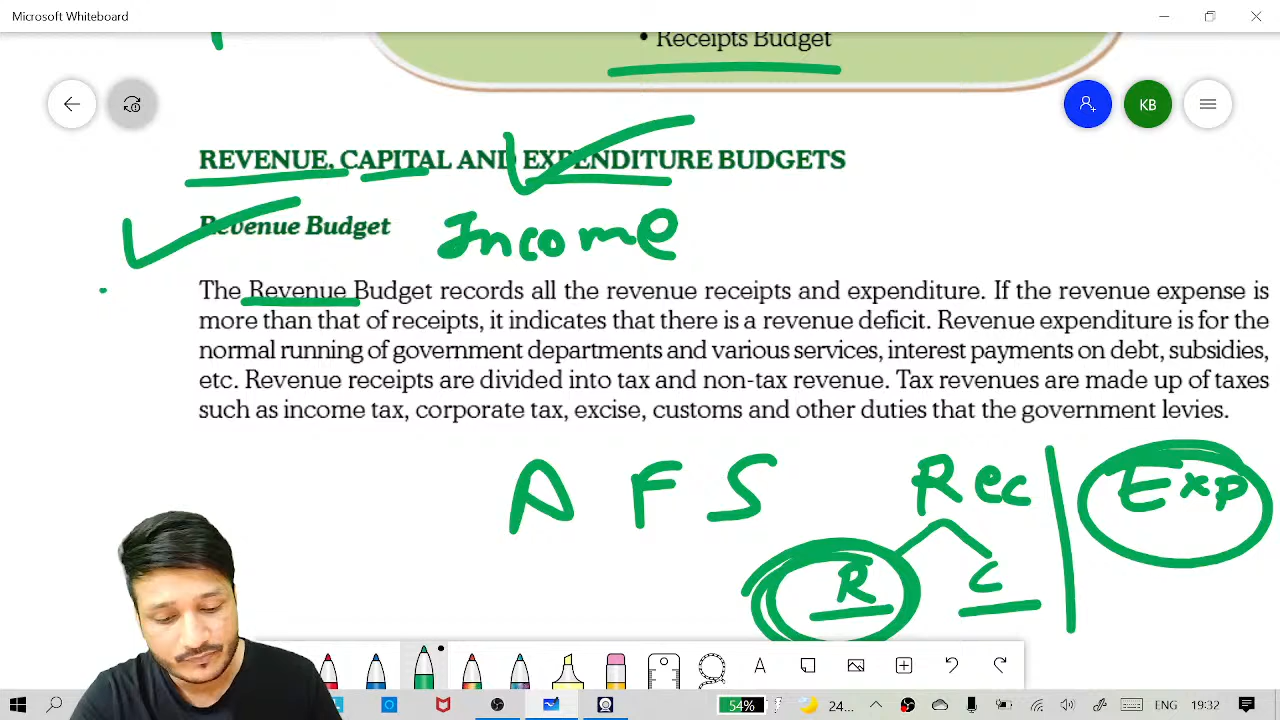 Microsoft Whiteboard
• Receipts Budget
KB
REVENUE, CAPITAL AND EXPENDITURE BUDGETS
Revenue Budget Income
The Revenue Budget records all the revenue receipts and expenditure. If the revenue expense is
more than that of receipts, it indicates that there is a revenue deficit. Revenue expenditure is for the
normal running of government departments and various services, interest payments on debt, subsidies,
etc. Revenue receipts are divided into tax and non-tax revenue. Tax revenues are made up of taxes
such as income tax, corporate tax, excise, customs and other duties that the government levies.
A F S Rec Exp
R C
A
54% 24... ENG 19:32